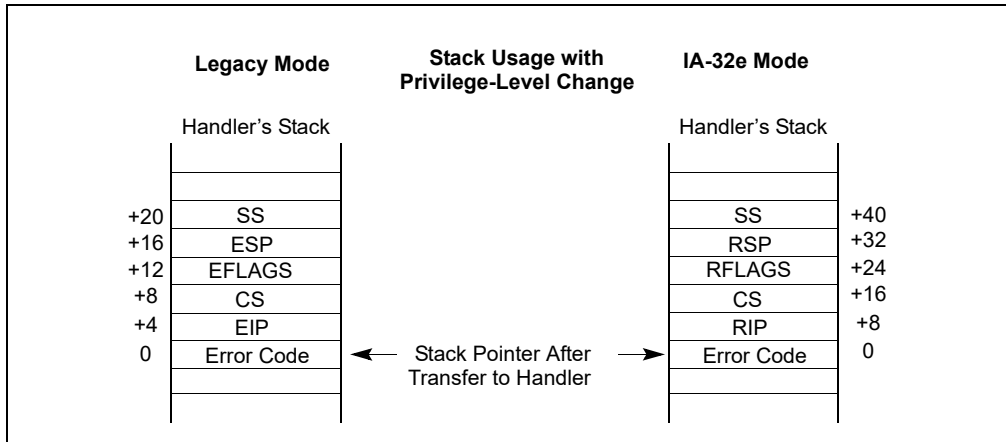 Legacy Mode
Stack Usage with
Privilege-Level Change
IA-32e Mode
Handler’s Stack
Handler’s Stack
+20 SS SS +40
+16 ESP RSP +32
+12 EFLAGS RFLAGS +24
+8 CS CS +16
+4 EIP RIP +8
0 Error Code Stack Pointer After Error Code 0
Transfer to Handler